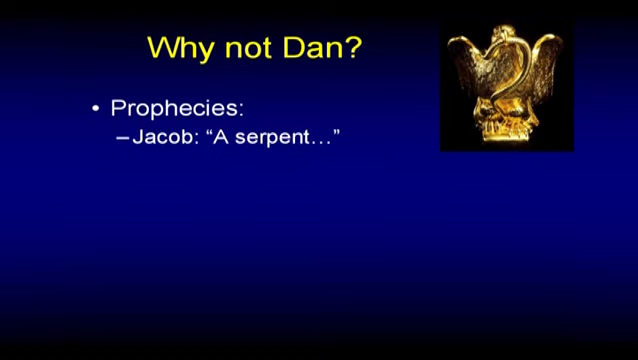 Why not Dan?
• Prophecies:
–Jacob: “A serpent…”